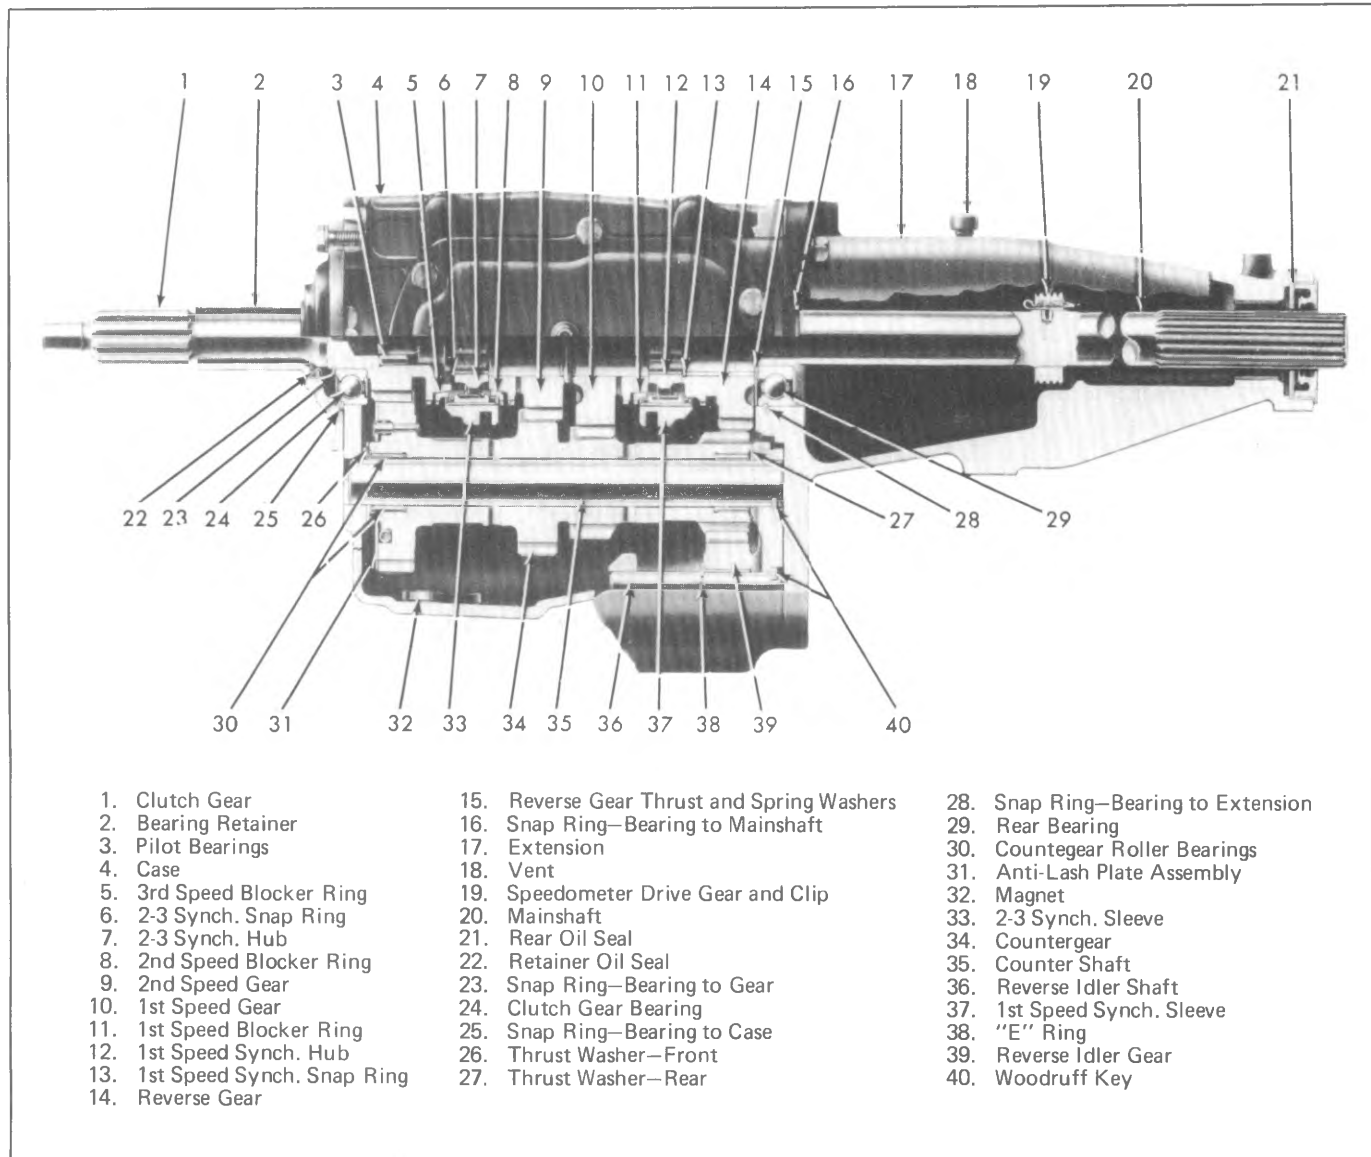 1 2 3 4 5 6 7 8 9 10 11 12 13 14 15 16 17 18 19 20 21
22 23 24 25 26 27 28 29
30 31 32 33 34 35 36 37 38 39 40
1. Clutch Gear
2. Bearing Retainer
3. Pilot Bearings
4. Case
5. 3rd Speed Blocker Ring
6. 2-3 Synch. Snap Ring
7. 2-3 Synch. Hub
8. 2nd Speed Blocker Ring
9. 2nd Speed Gear
10. 1st Speed Gear
11. 1st Speed Blocker Ring
12. 1st Speed Synch. Hub
13. 1st Speed Synch. Snap Ring
14. Reverse Gear
15. Reverse Gear Thrust and Spring Washers
16. Snap Ring—Bearing to Mainshaft
17. Extension
18. Vent
19. Speedometer Drive Gear and Clip
20. Mainshaft
21. Rear Oil Seal
22. Retainer Oil Seal
23. Snap Ring—Bearing to Gear
24. Clutch Gear Bearing
25. Snap Ring—Bearing to Case
26. Thrust Washer—Front
27. Thrust Washer—Rear
28. Snap Ring—Bearing to Extension
29. Rear Bearing
30. Countegear Roller Bearings
31. Anti-Lash Plate Assembly
32. Magnet
33. 2-3 Synch. Sleeve
34. Countergear
35. Counter Shaft
36. Reverse Idler Shaft
37. 1st Speed Synch. Sleeve
38. "E" Ring
39. Reverse Idler Gear
40. Woodruff Key